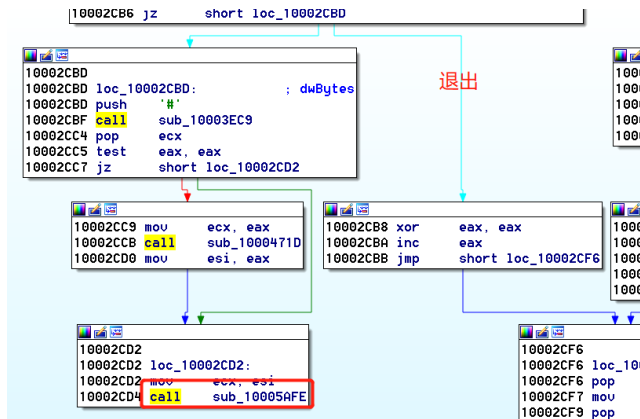 10002CB6 jz short loc_10002CBD
10002CBD
10002CBD loc_10002CBD: ; dwBytes
10002CBD push '#'
10002CBF call sub_10003EC9
10002CC4 pop ecx
10002CC5 test eax, eax
10002CC7 jz short loc_10002CD2
退出
10002CC9 mov ecx, eax
10002CCB call sub_1000471D
10002CD0 mov esi, eax
10002CB8 xor eax, eax
10002CBA inc eax
10002CBB jmp short loc_10002CF6
10002CD2
10002CD2 loc_10002CD2:
10002CD2 mov ecx, esi
10002CD4 call sub_10005AFE
10002CF6
10002CF6 loc_100
10002CF6 pop
10002CF7 mov
10002CF9 pop